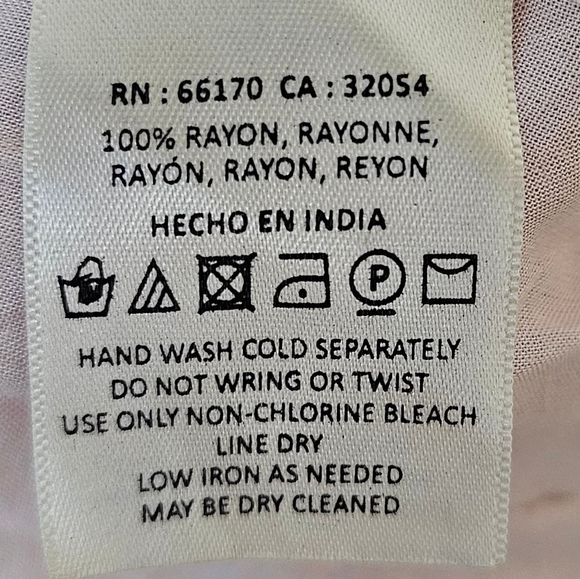 RN : 66170 CA : 32054
100% RAYON, RAYONNE,
RAYÓN, RAYON, REYON
HECHO EN INDIA
P
HAND WASH COLD SEPARATELY
DO NOT WRING OR TWIST
USE ONLY NON-CHLORINE BLEACH
LINE DRY
LOW IRON AS NEEDED
MAY BE DRY CLEANED